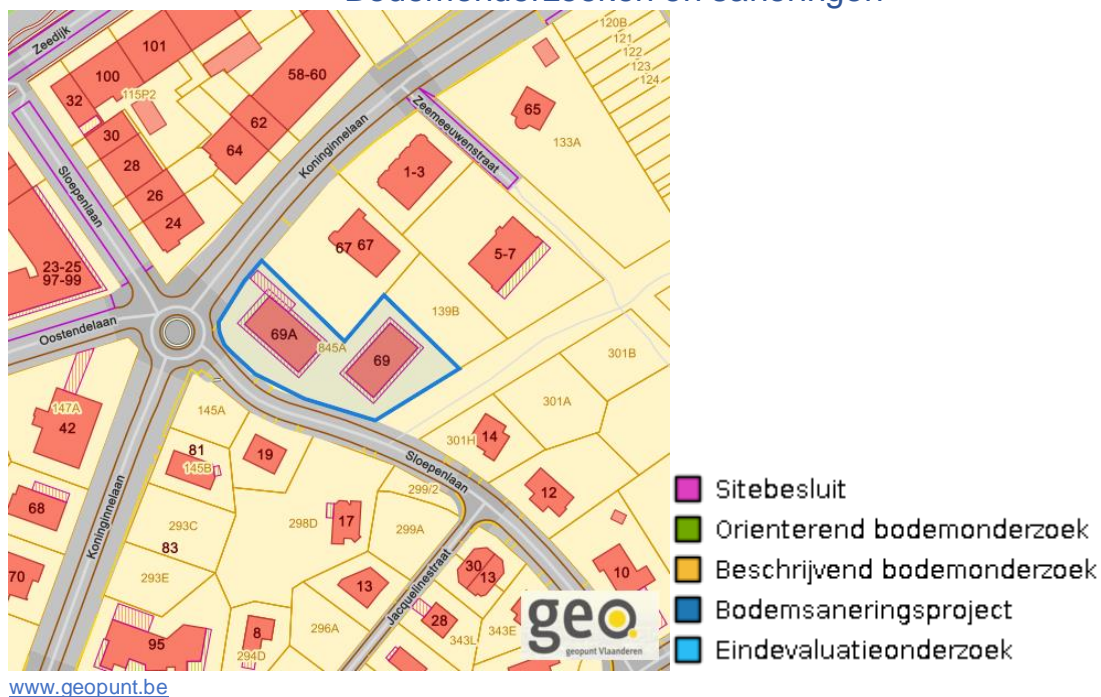 Bodemonderzoeken en saneringen
Zeedijk
101
100
32
115P2
58-60
120B
121
122
123
124
30
62
28
64
26
24
Sloepenlaan
Koninginnelaan
Zeemeeuwenstraat
65
133A
1-3
67 67
5-7
23-25
97-99
Oostendelaan
69A
845A
69
139B
301B
301A
147A
42
145A
81
145B
19
301H
14
Sloepenlaan
12
299/2
68
Koninginnelaan
293C
83
298D
17
299A
70
293E
13
Jacquelinestraat
30
13
10
95
8
294D
296A
28
343L
343E
geo
geopunt Vlaanderen
Sitebesluit
Orienterend bodemonderzoek
Beschrijvend bodemonderzoek
Bodemsaneringsproject
Eindevaluatieonderzoek
www.geopunt.be